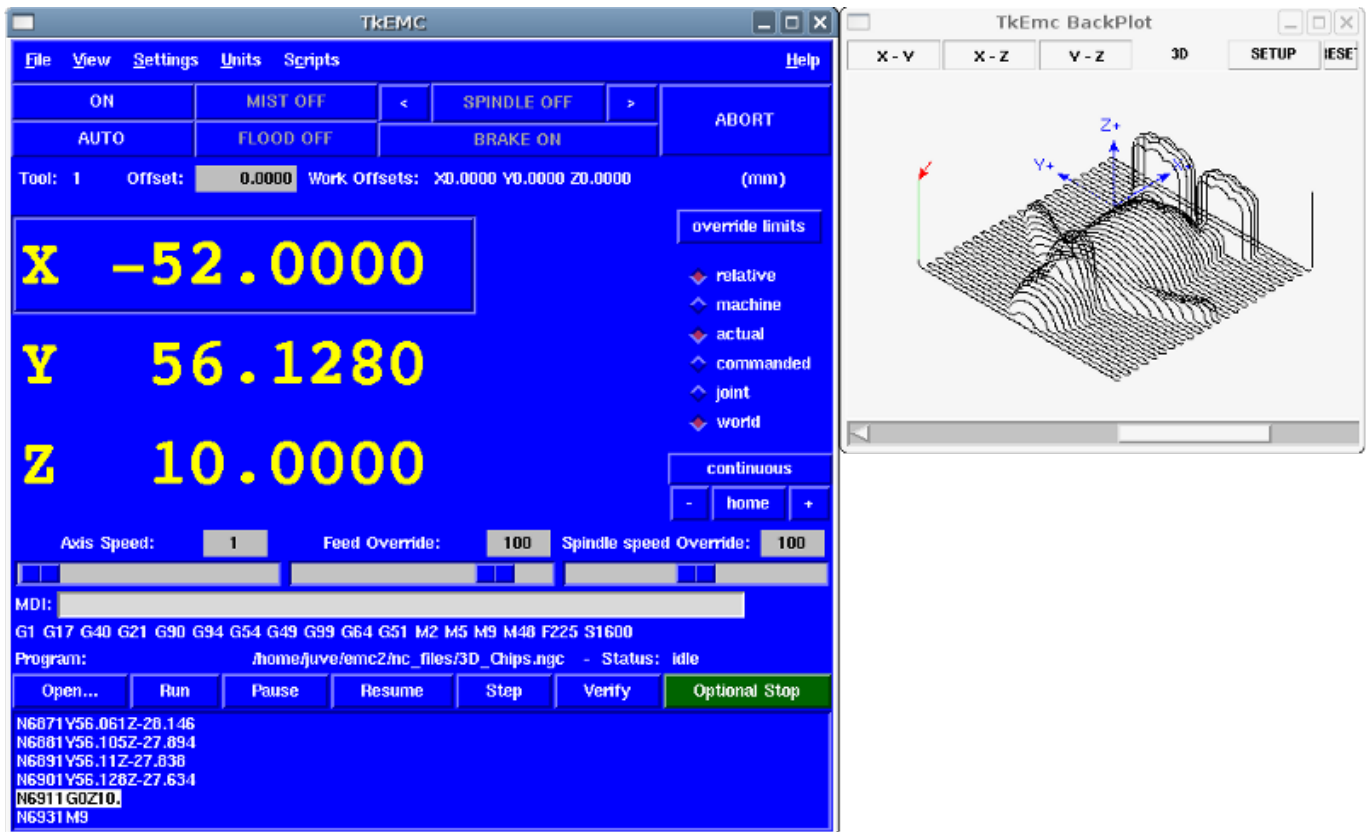 TkEMC
File View Settings Units Scripts Help
ON MIST OFF < SPINDLE OFF > ABORT
AUTO FLOOD OFF BRAKE ON
Tool: 1 Offset: 0.0000 Work Offsets: X0.0000 Y0.0000 Z0.0000 (mm)
override limits
X -52.0000
relative
machine
Y 56.1280
actual
commanded
joint
world
Z 10.0000
continuous
- home +
Axis Speed: 1 Feed Override: 100 Spindle speed Override: 100
MDI:
G1 G17 G40 G21 G90 G94 G54 G49 G99 G64 G51 M2 M5 M9 M48 F225 S1600
Program: /home/juve/emc2/nc_files/3D_Chips.ngc - Status: idle
Open... Run Pause Resume Step Verify Optional Stop
N6871Y56.061Z-28.146
N6881Y56.105Z-27.894
N6891Y56.11Z-27.838
N6901Y56.128Z-27.634
N6911G0Z10.
N6931M9
TkEmc BackPlot
X - Y X - Z Y - Z 3D SETUP
Z+
Y+ X+